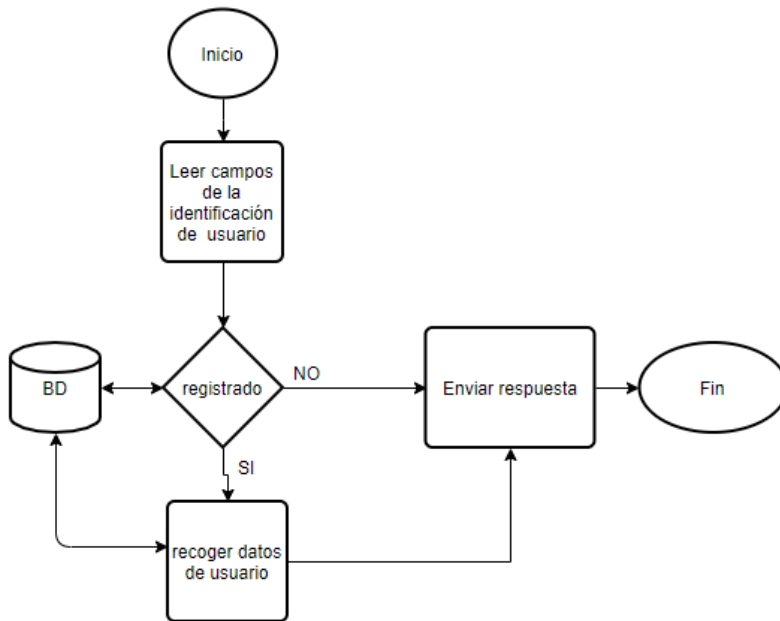 Inicio
Leer campos
de la
identificación
de usuario
BD
registrado
NO
Enviar respuesta
Fin
SI
recoger datos
de usuario